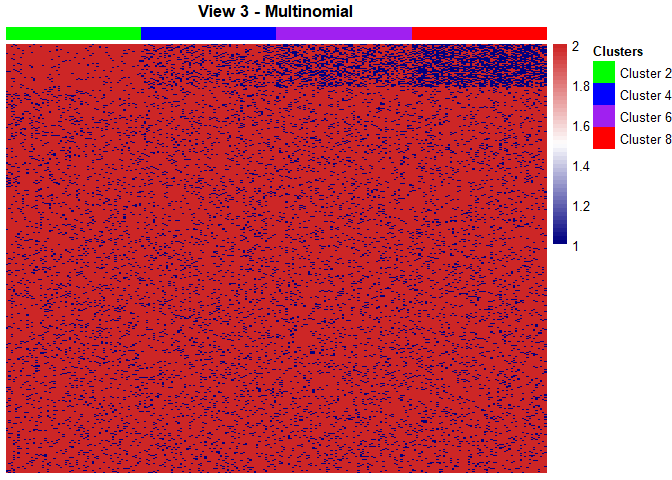 View 3 - Multinomial
2
1.8
1.6
1.4
1.2
1
Clusters
Cluster 2
Cluster 4
Cluster 6
Cluster 8